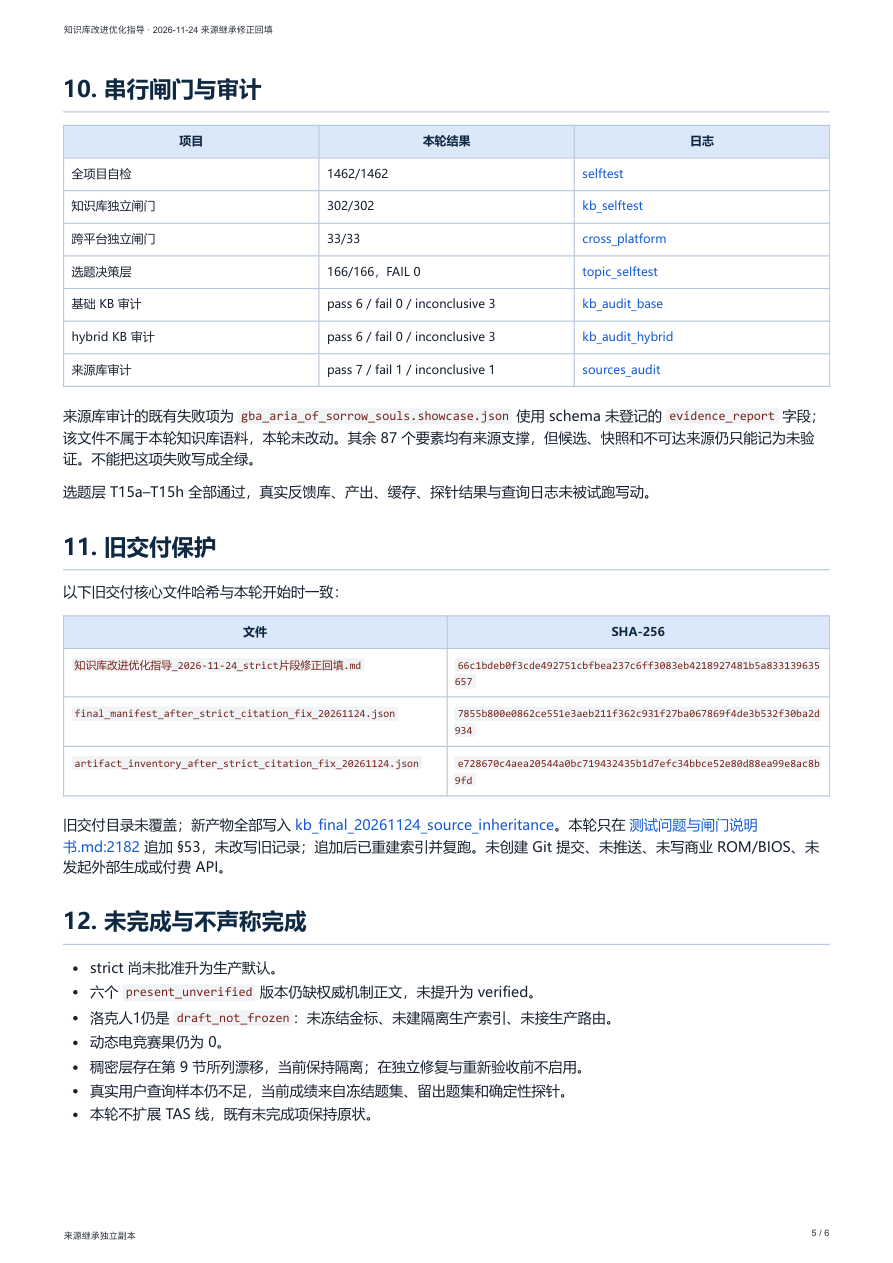 知识库改进优化指导 · 2026-11-24 来源继承修正回填
10. 串行闸门与审计
项目 本轮结果 日志
全项目自检 1462/1462 selftest
知识库独立闸门 302/302 kb_selftest
跨平台独立闸门 33/33 cross_platform
选题决策层 166/166，FAIL 0 topic_selftest
基础 KB 审计 pass 6 / fail 0 / inconclusive 3 kb_audit_base
hybrid KB 审计 pass 6 / fail 0 / inconclusive 3 kb_audit_hybrid
来源库审计 pass 7 / fail 1 / inconclusive 1 sources_audit
来源库审计的既有失败项为 gba_aria_of_sorrow_souls.showcase.json 使用 schema 未登记的 evidence_report 字段；
该文件不属于本轮知识库语料，本轮未改动。其余 87 个要素均有来源支撑，但候选、快照和不可达来源仍只能记为未验
证。不能把这项失败写成全绿。
选题层 T15a–T15h 全部通过，真实反馈库、产出、缓存、探针结果与查询日志未被试跑写动。
11. 旧交付保护
以下旧交付核心文件哈希与本轮开始时一致：
文件 SHA-256
知识库改进优化指导_2026-11-24_strict片段修正回填.md 66c1bdeb0f3cde492751cbfbea237c6ff3083eb4218927481b5a833139635
657
final_manifest_after_strict_citation_fix_20261124.json 7855b800e0862ce551e3aeb211f362c931f27ba067869f4de3b532f30ba2d
934
artifact_inventory_after_strict_citation_fix_20261124.json e728670c4aea20544a0bc719432435b1d7efc34bbce52e80d88ea99e8ac8b
9fd
旧交付目录未覆盖；新产物全部写入 kb_final_20261124_source_inheritance。本轮只在 测试问题与闸门说明
书.md:2182 追加 §53，未改写旧记录；追加后已重建索引并复跑。未创建 Git 提交、未推送、未写商业 ROM/BIOS、未
发起外部生成或付费 API。
12. 未完成与不声称完成
• strict 尚未批准升为生产默认。
• 六个 present_unverified 版本仍缺权威机制正文，未提升为 verified。
• 洛克人1仍是 draft_not_frozen：未冻结金标、未建隔离生产索引、未接生产路由。
• 动态电竞赛果仍为 0。
• 稠密层存在第 9 节所列漂移，当前保持隔离；在独立修复与重新验收前不启用。
• 真实用户查询样本仍不足，当前成绩来自冻结题集、留出题集和确定性探针。
• 本轮不扩展 TAS 线，既有未完成项保持原状。
来源继承独立副本
5 / 6